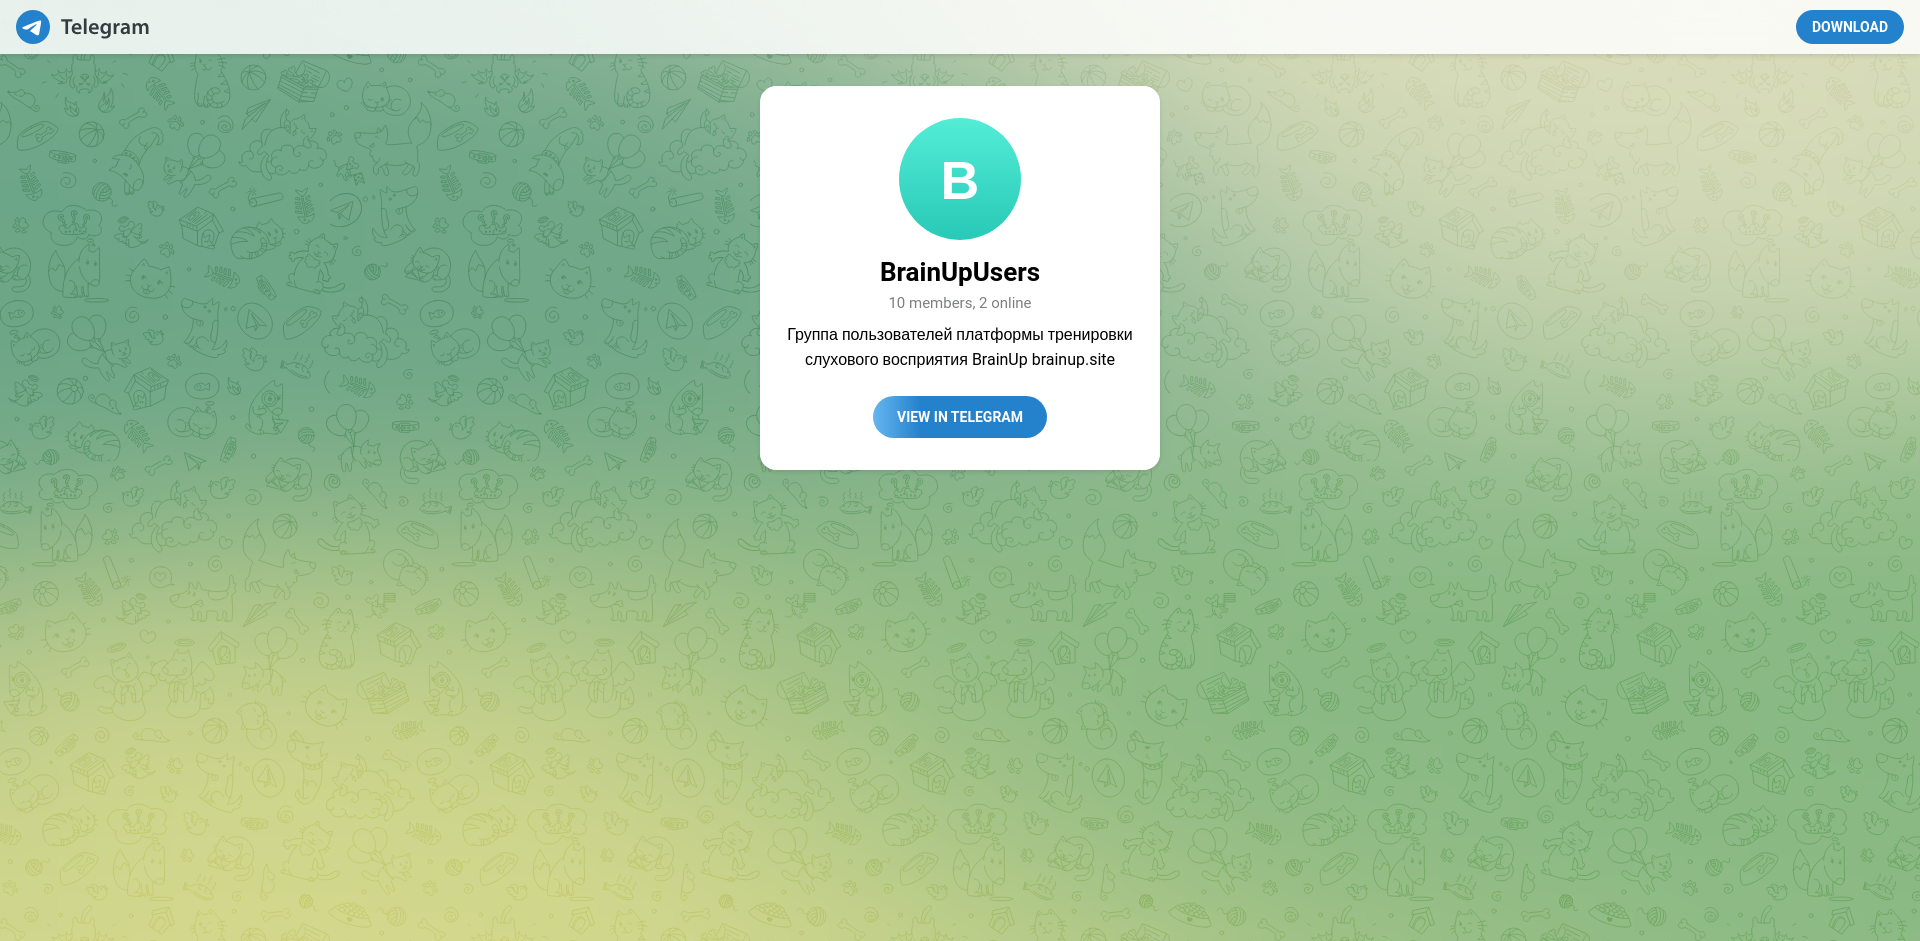 Telegram
DOWNLOAD
B
BrainUpUsers
10 members, 2 online
Группа пользователей платформы тренировки
слухового восприятия BrainUp brainup.site
VIEW IN TELEGRAM